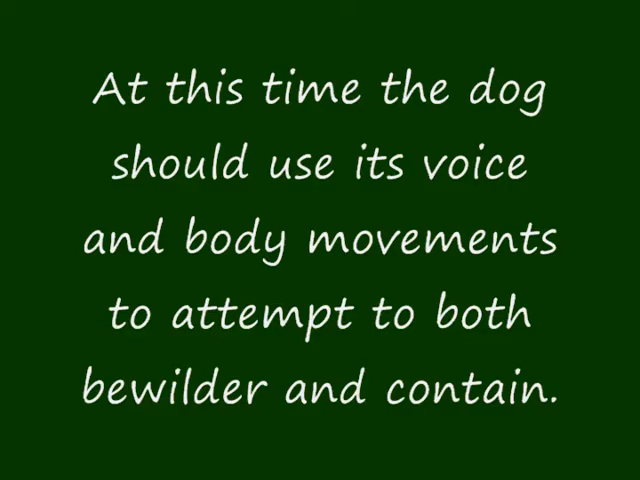 At this time the dog
should use its voice
and body movements
to attempt to both
bewilder and contain.